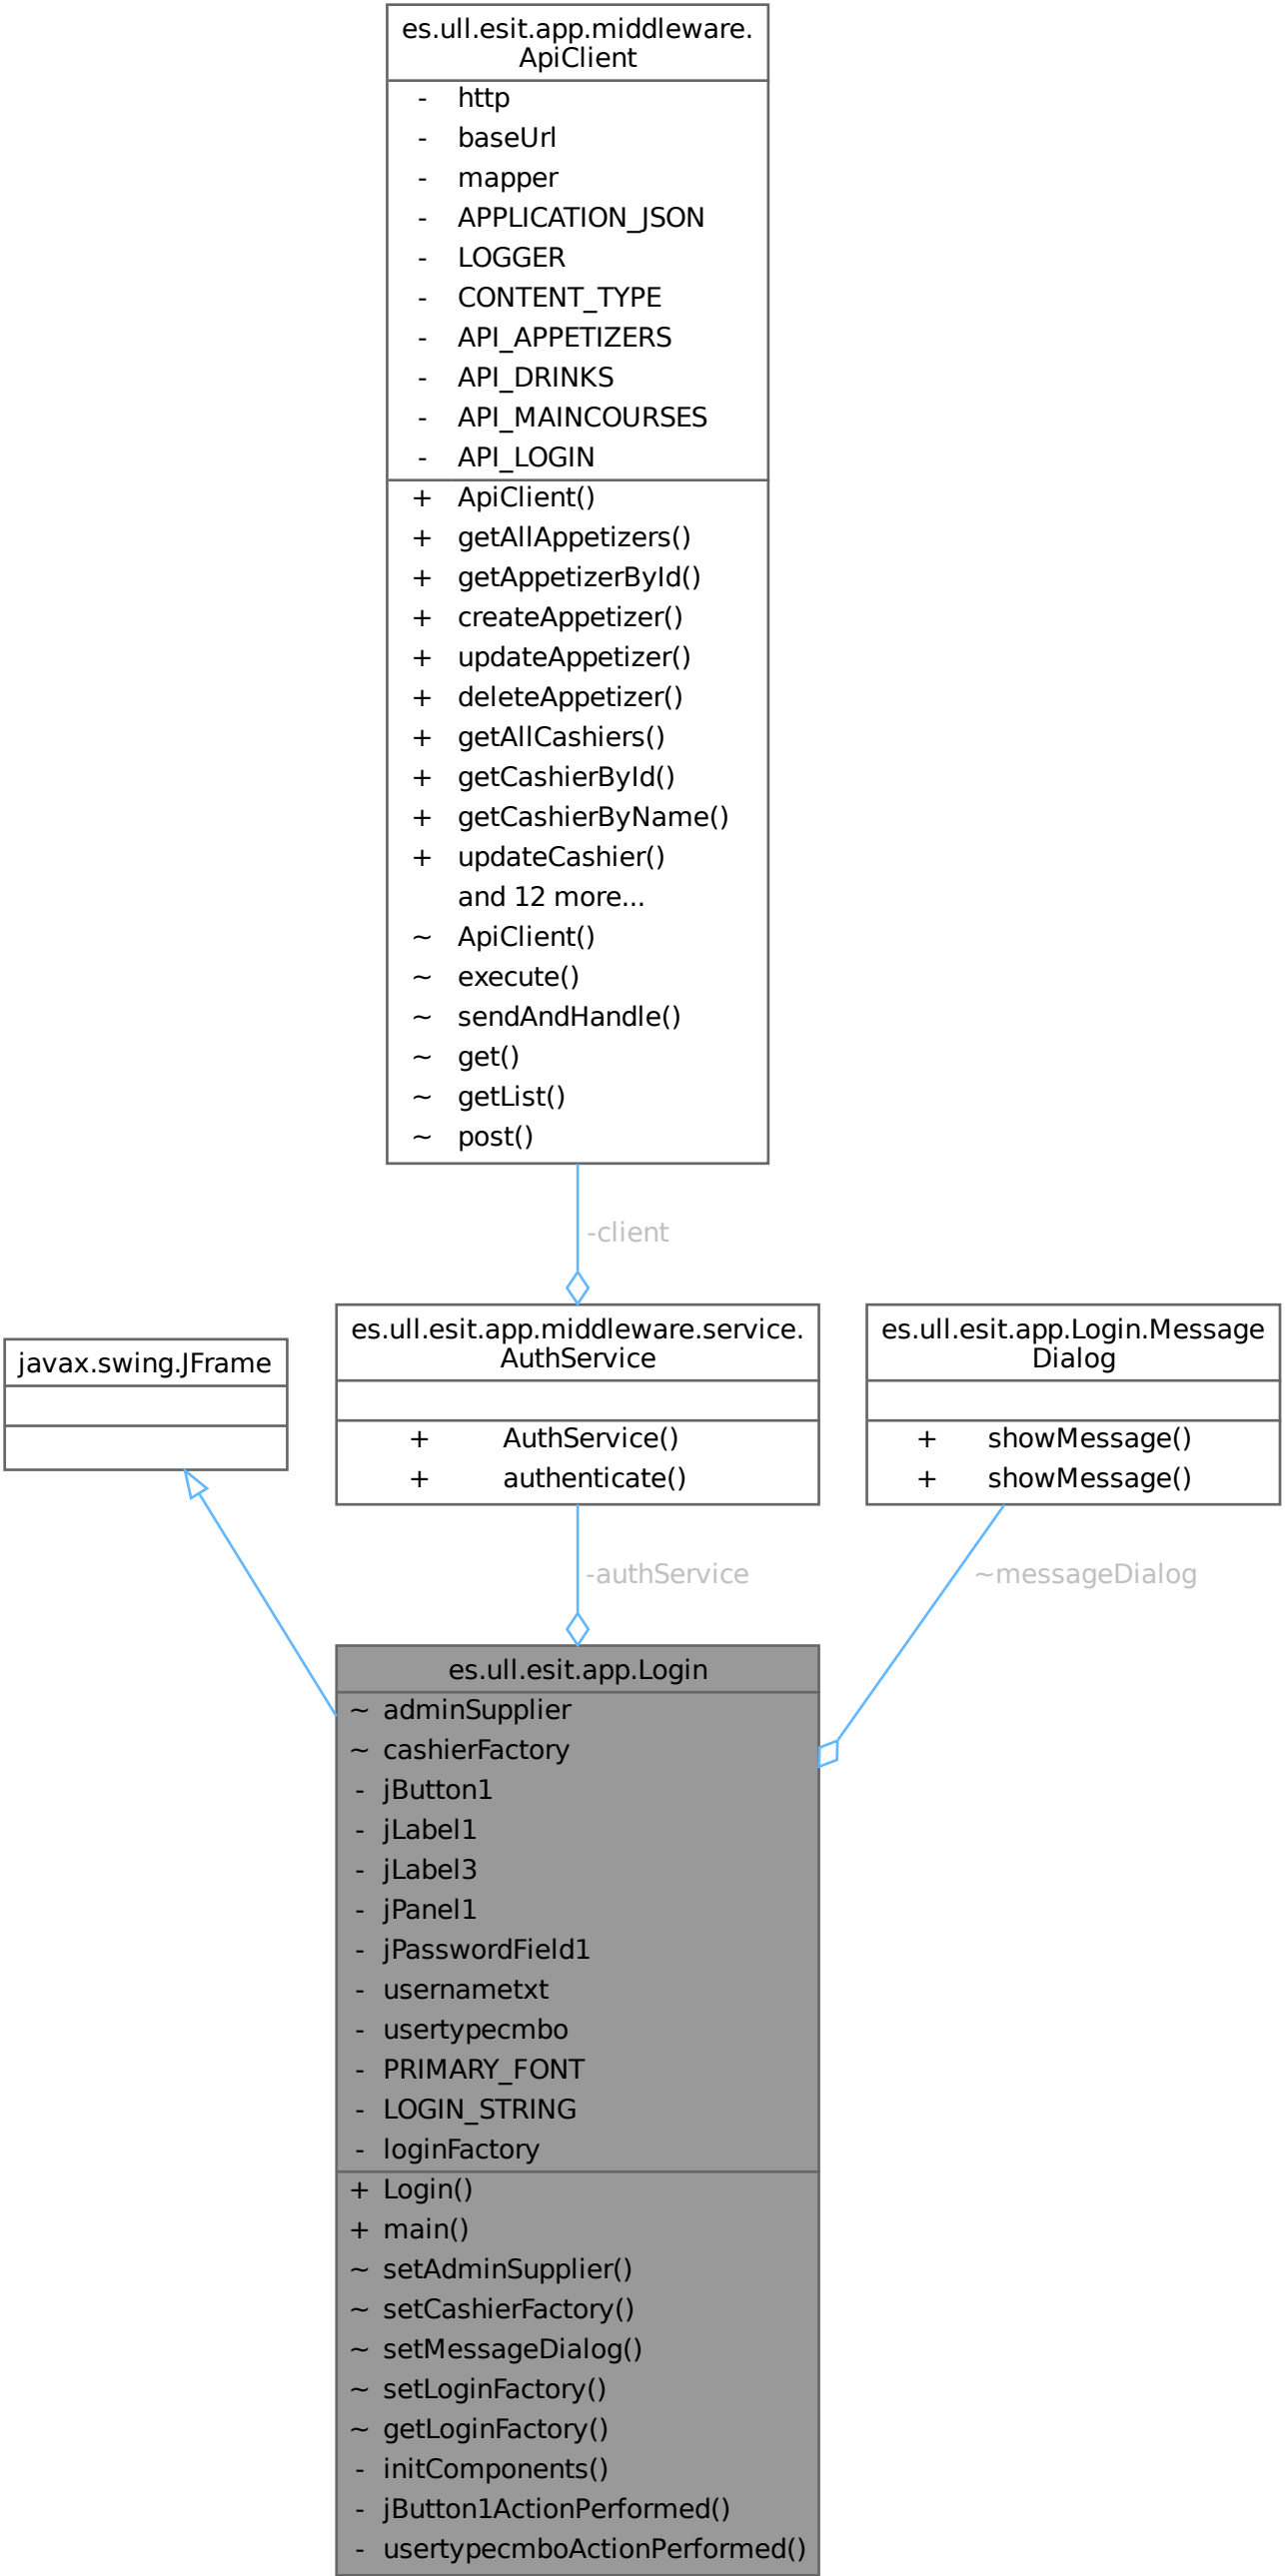 es.ull.esit.app.middleware.
ApiClient
- http
- baseUrl
- mapper
- APPLICATION_JSON
- LOGGER
- CONTENT_TYPE
- API_APPETIZERS
- API_DRINKS
- API_MAINCOURSES
- API_LOGIN
+ ApiClient()
+ getAllAppetizers()
+ getAppetizerById()
+ createAppetizer()
+ updateAppetizer()
+ deleteAppetizer()
+ getAllCashiers()
+ getCashierById()
+ getCashierByName()
+ updateCashier()
and 12 more...
~ ApiClient()
~ execute()
~ sendAndHandle()
~ get()
~ getList()
~ post()
-client
javax.swing.JFrame
es.ull.esit.app.middleware.service.
AuthService
+ AuthService()
+ authenticate()
es.ull.esit.app.Login.Message
Dialog
+ showMessage()
+ showMessage()
-authService
~messageDialog
es.ull.esit.app.Login
~ adminSupplier
~ cashierFactory
- jButton1
- jLabel1
- jLabel3
- jPanel1
- jPasswordField1
- usernametxt
- usertypecmbo
- PRIMARY_FONT
- LOGIN_STRING
- loginFactory
+ Login()
+ main()
~ setAdminSupplier()
~ setCashierFactory()
~ setMessageDialog()
~ setLoginFactory()
~ getLoginFactory()
- initComponents()
- jButton1ActionPerformed()
- usertypecmboActionPerformed()